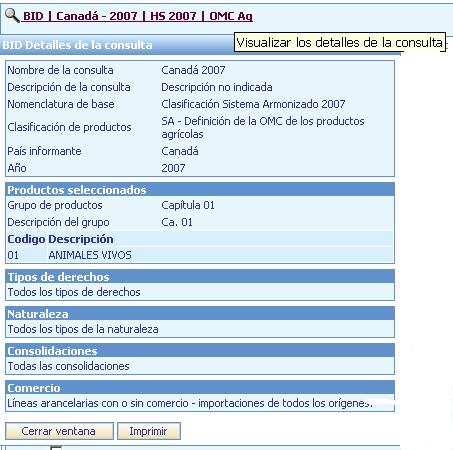 BID | Canadá - 2007 | HS 2007 | OMC Aq
Visualizar los detalles de la consulta
BID Detalles de la consulta
Nombre de la consulta Canadá 2007
Descripción de la consulta Descripción no indicada
Nomenclatura de base Clasificación Sistema Armonizado 2007
Clasificación de productos SA - Definición de la OMC de los productos
agrícolas
País informante Canadá
Año 2007
Productos seleccionados
Grupo de productos Capítula 01
Descripción del grupo Ca. 01
Codigo Descripción
01 ANIMALES VIVOS
Tipos de derechos
Todos los tipos de derechos
Naturaleza
Todos los tipos de la naturaleza
Consolidaciones
Todas las consolidaciones
Comercio
Líneas arancelarias con o sin comercio - importaciones de todos los orígenes.
Cerrar ventana Imprimir